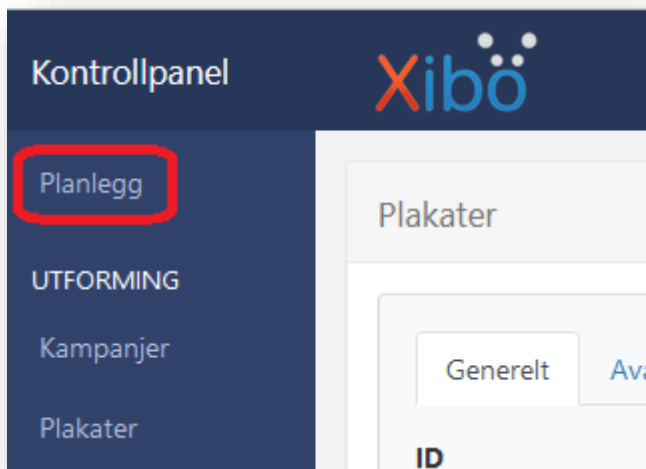 Kontrollpanel
Xibo
Planlegg
Plakater
UTFORMING
Kampanjer
Generelt
Plakater
ID